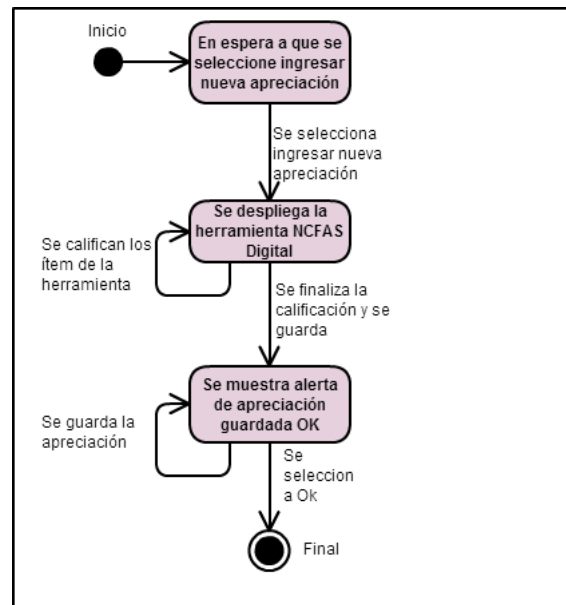 Inicio
En espera a que se
seleccione ingresar
nueva apreciación
Se selecciona
ingresar nueva
apreciación
Se despliega la
herramienta NCFAS
Digital
Se califican los
ítem de la
herramienta
Se finaliza la
calificación y se
guarda
Se muestra alerta
de apreciación
guardada OK
Se guarda la
apreciación
Se
seleccion
a Ok
Final